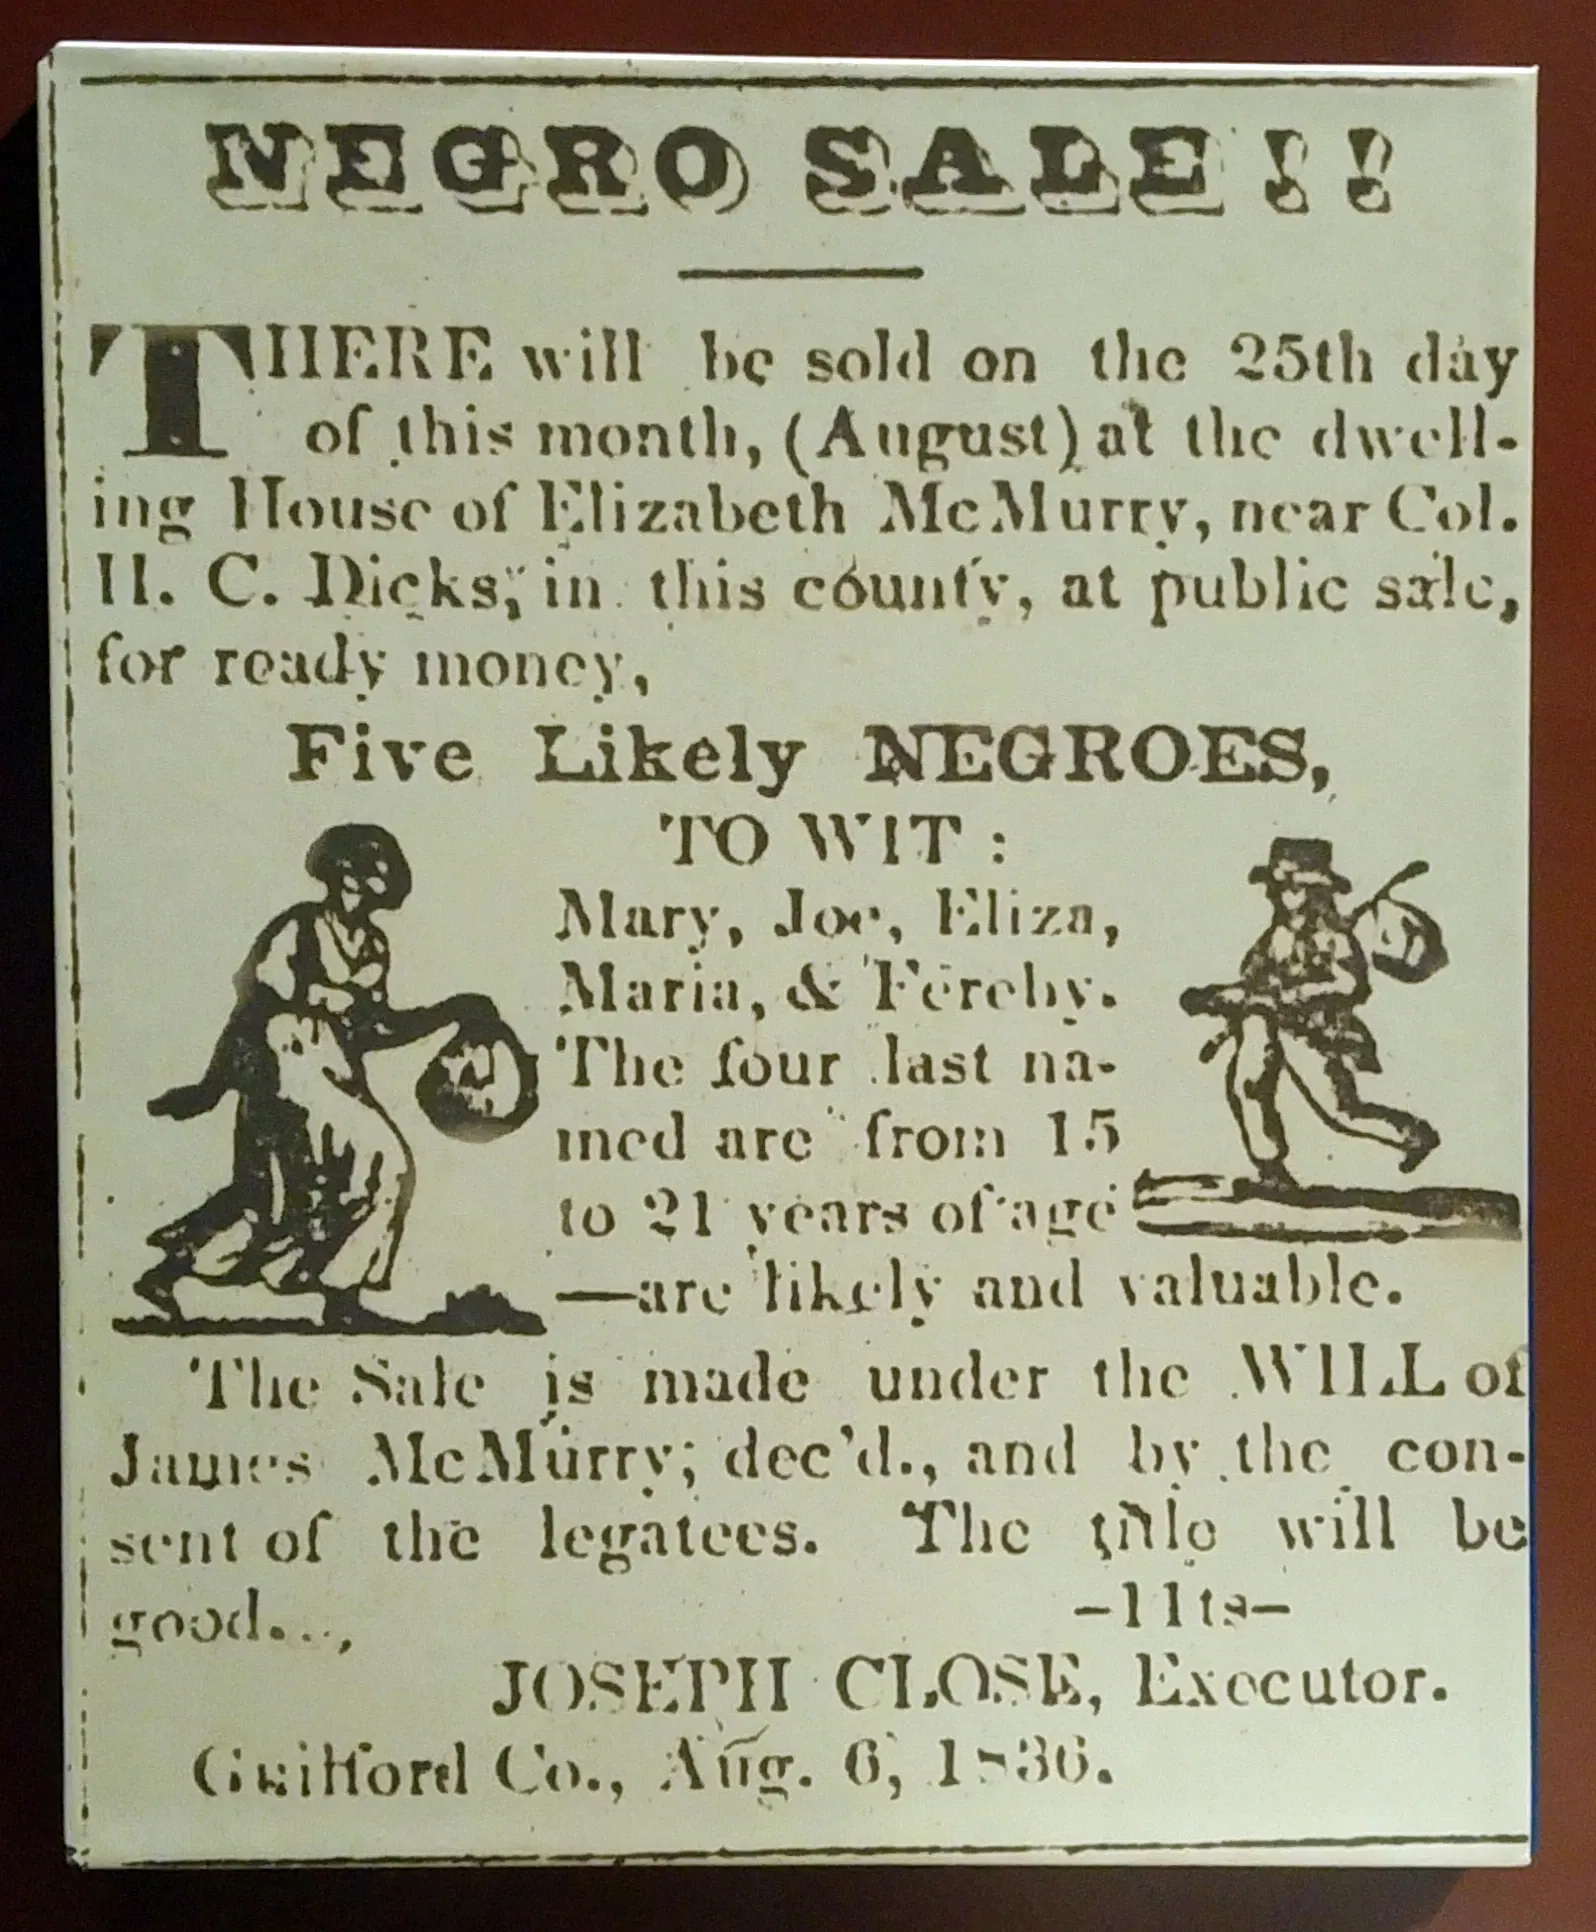 NEGRO SALE!!
THERE will be sold on the 25th day
of this month, (August) at the dwell-
ing House of Elizabeth McMurry, near Col.
H. C. Dicks, in this county, at public sale,
for ready money,
Five Likely NEGROES,
TO WIT:
Mary, Joe, Eliza,
Maria, & Fereby.
The four last na-
med are from 15
to 21 years of age
—are likely and valuable.
The Sale is made under the WILL of
James McMurry, dec'd., and by the con-
sent of the legatees. The title will be
good...,
-11ts-
JOSEPH CLOSE, Executor.
Guilford Co., Aug. 6, 1836.